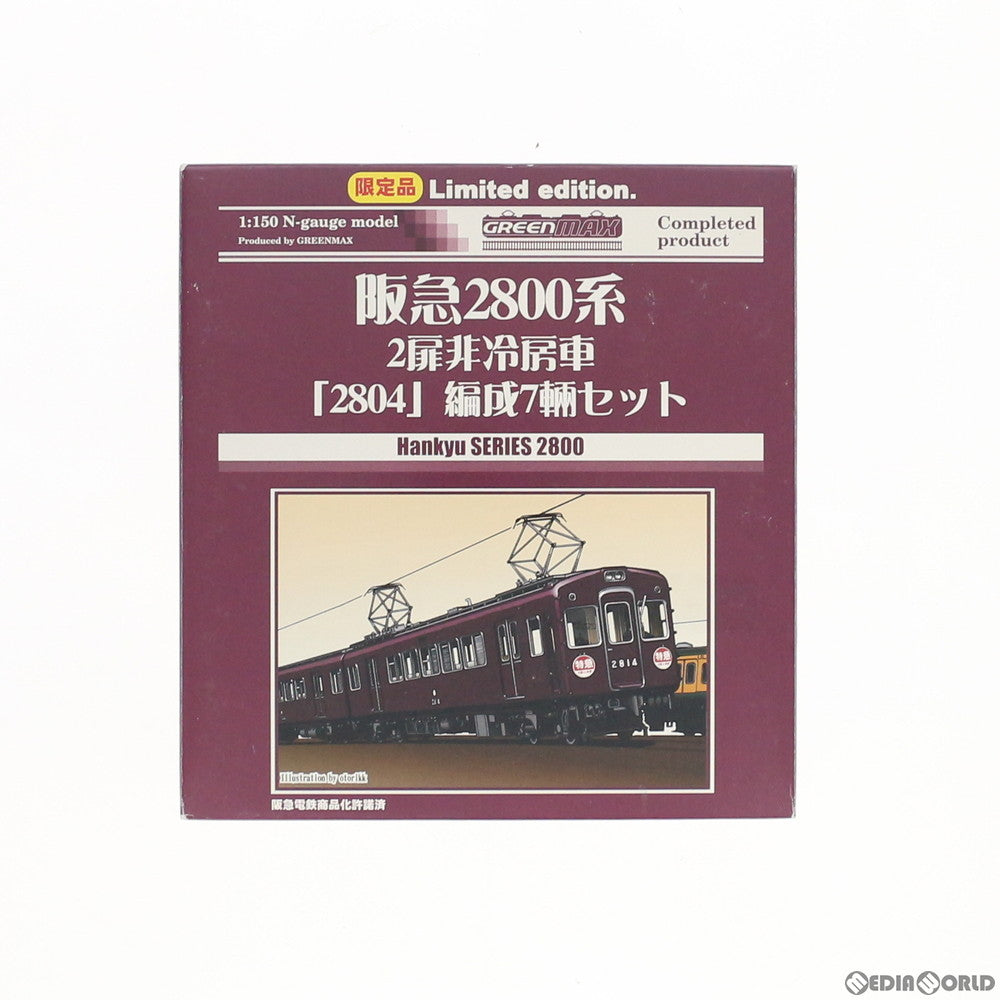 限定品 Limited edition.
1:150 N-gauge model
Produced by GREENMAX
GREENMAX
Completed
product
阪急2800系
2扉非冷房車
「2804」編成7輛セット
Hankyu SERIES 2800
特急
2814
特急
214
Illustration by otorikk
阪急電鉄商品化許諾済
MEDIAWORLD